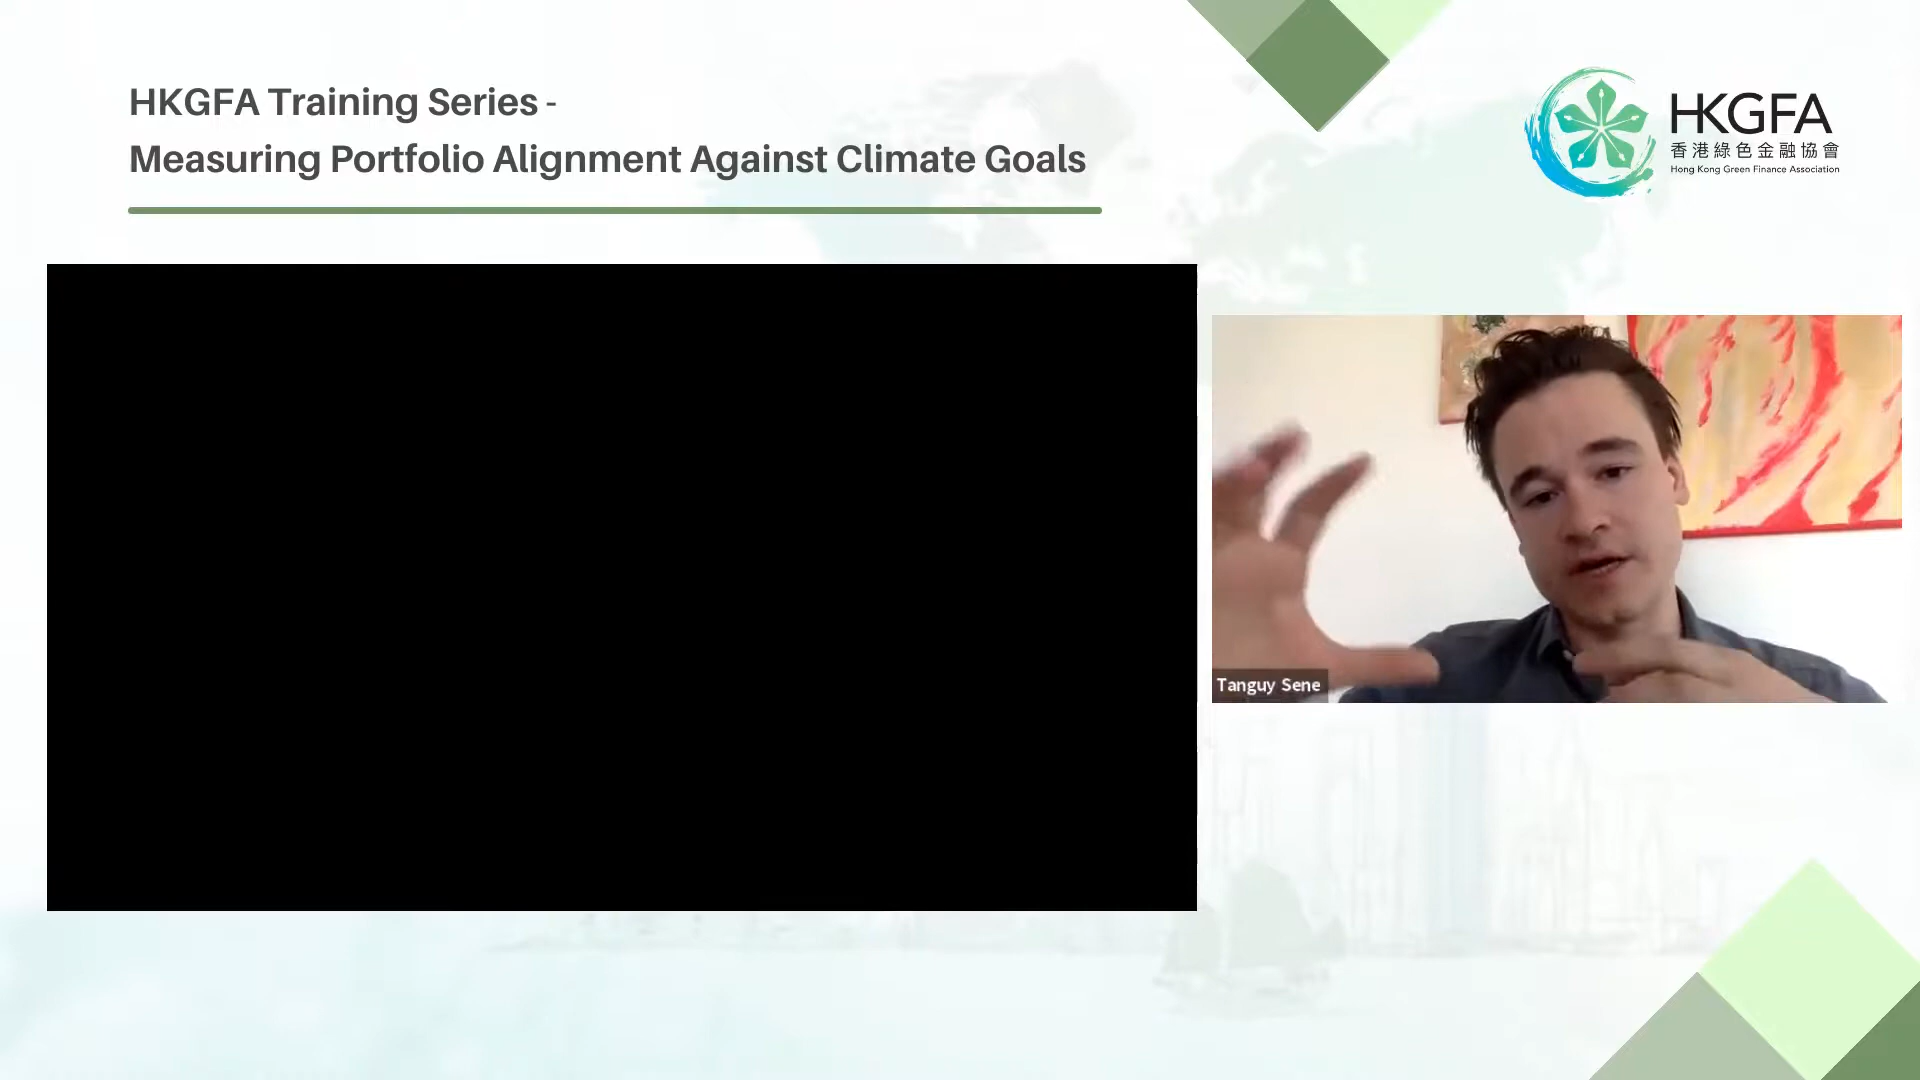 HKGFA Training Series -
Measuring Portfolio Alignment Against Climate Goals
HKGFA
香港綠色金融協會
Hong Kong Green Finance Association
Tanguy Sene